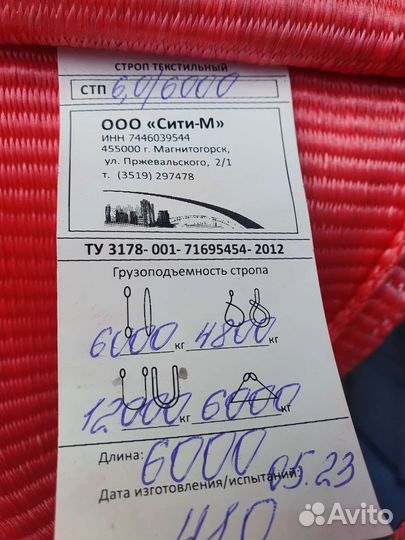 СТРОП ТЕКСТИЛЬНЫЙ
СТП 6,0/6000
ООО «Сити-М»
ИНН 7446039544
455000 г. Магнитогорск,
ул. Пржевальского, 2/1
т. (3519) 297478
ТУ 3178- 001- 71695454- 2012
Грузоподъемность стропа
6000 кг 4800 кг
12000 кг 6000 кг
Длина: 6000
Дата изготовления/испытаний: 05.23
410
Avito